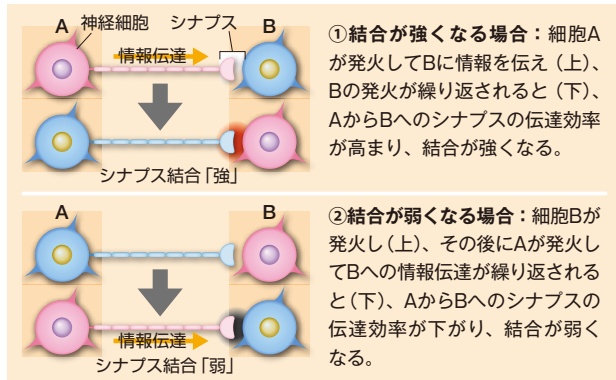 A
神経細胞
シナプス
B
情報伝達
シナプス結合「強」
①結合が強くなる場合：細胞A
が発火してBに情報を伝え（上）、
Bの発火が繰り返されると（下）、
AからBへのシナプスの伝達効率
が高まり、結合が強くなる。
A
B
情報伝達
シナプス結合「弱」
②結合が弱くなる場合：細胞Bが
発火し（上）、その後にAが発火し
てBへの情報伝達が繰り返される
と（下）、AからBへのシナプスの
伝達効率が下がり、結合が弱く
なる。